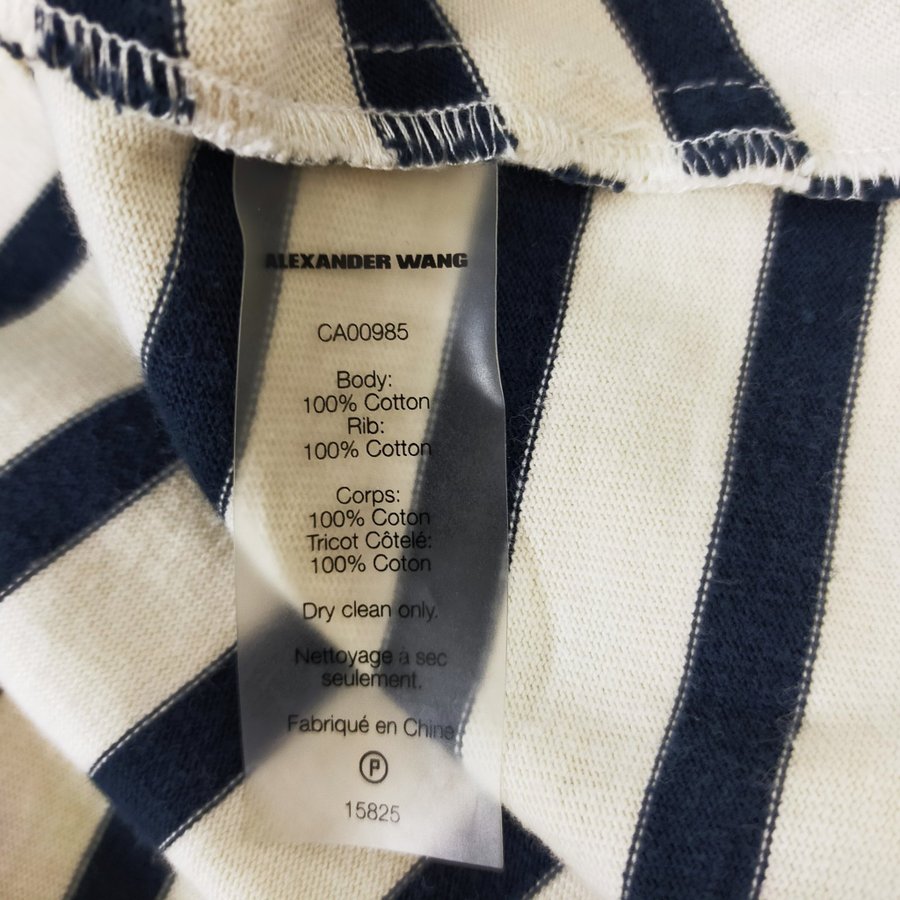 ALEXANDER WANG
CA00985
Body:
100% Cotton
Rib:
100% Cotton
Corps:
100% Coton
Tricot Côtelé:
100% Coton
Dry clean only.
Nettoyage a sec
seulement.
Fabriqué en Chine
P
15825